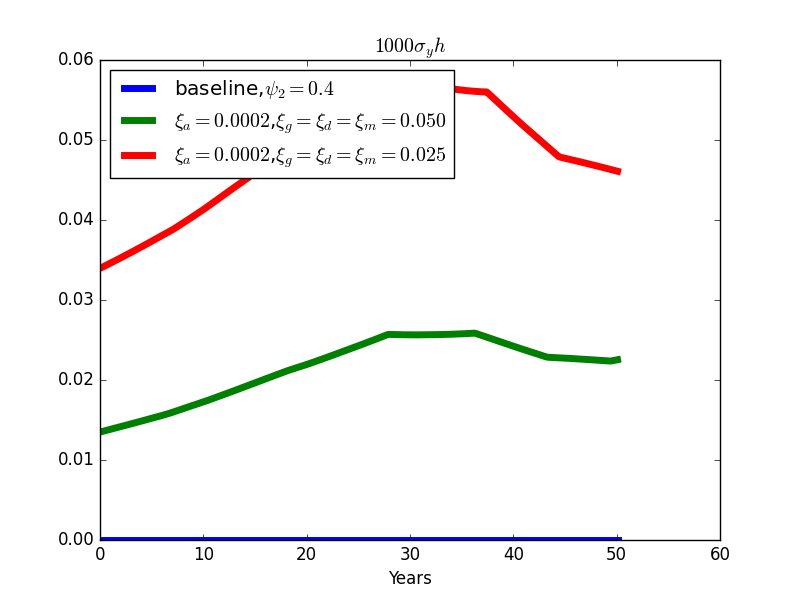 1000σ_y h
0.06
0.05
0.04
0.03
0.02
0.01
0.00
baseline,ψ₂ = 0.4
ξ_a = 0.0002,ξ_g = ξ_d = ξ_m = 0.050
ξ_a = 0.0002,ξ_g = ξ_d = ξ_m = 0.025
0 10 20 30 40 50 60
Years